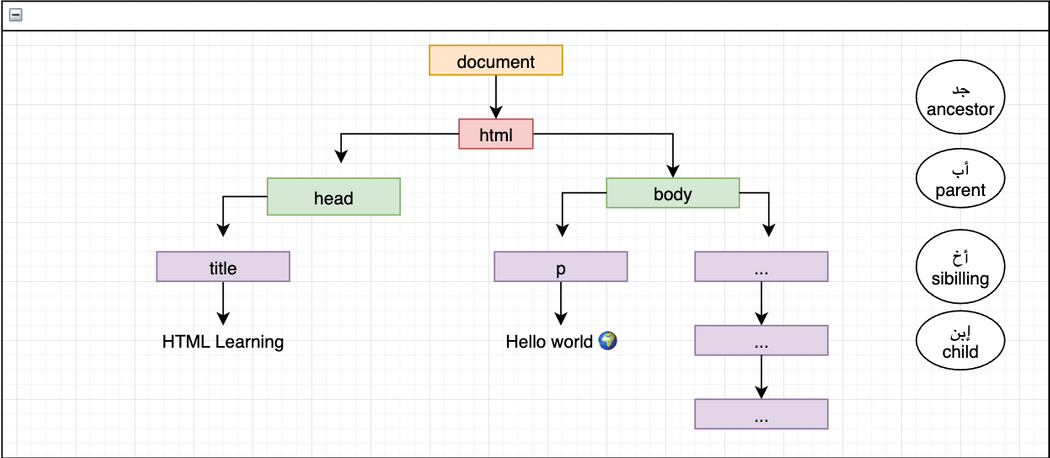 document
html
head
body
title
p
...
HTML Learning
Hello world 🌍
...
...
جد
ancestor
أب
parent
أخ
sibilling
إبن
child